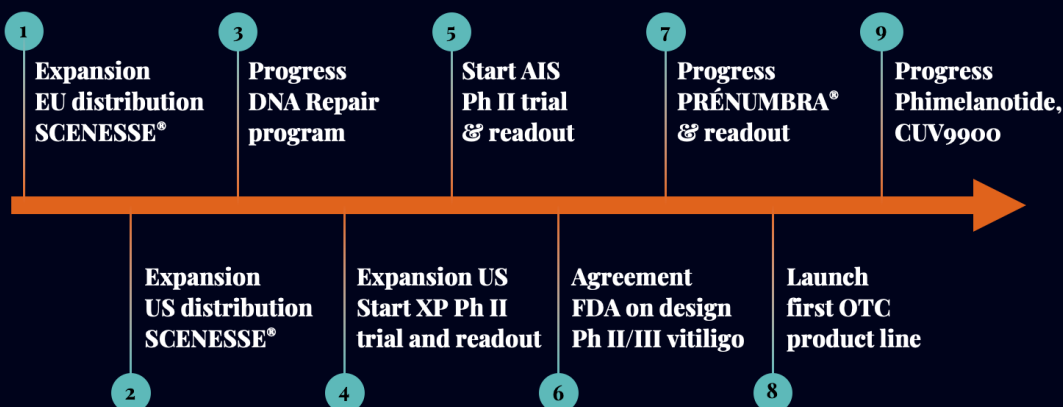 1
Expansion
EU distribution
SCENESSE®
2
Expansion
US distribution
SCENESSE®
3
Progress
DNA Repair
program
4
Expansion US
Start XP Ph II
trial and readout
5
Start AIS
Ph II trial
& readout
6
Agreement
FDA on design
Ph II/III vitiligo
7
Progress
PRÉNUMBRA®
& readout
8
Launch
first OTC
product line
9
Progress
Phimelanotide,
CUV9900